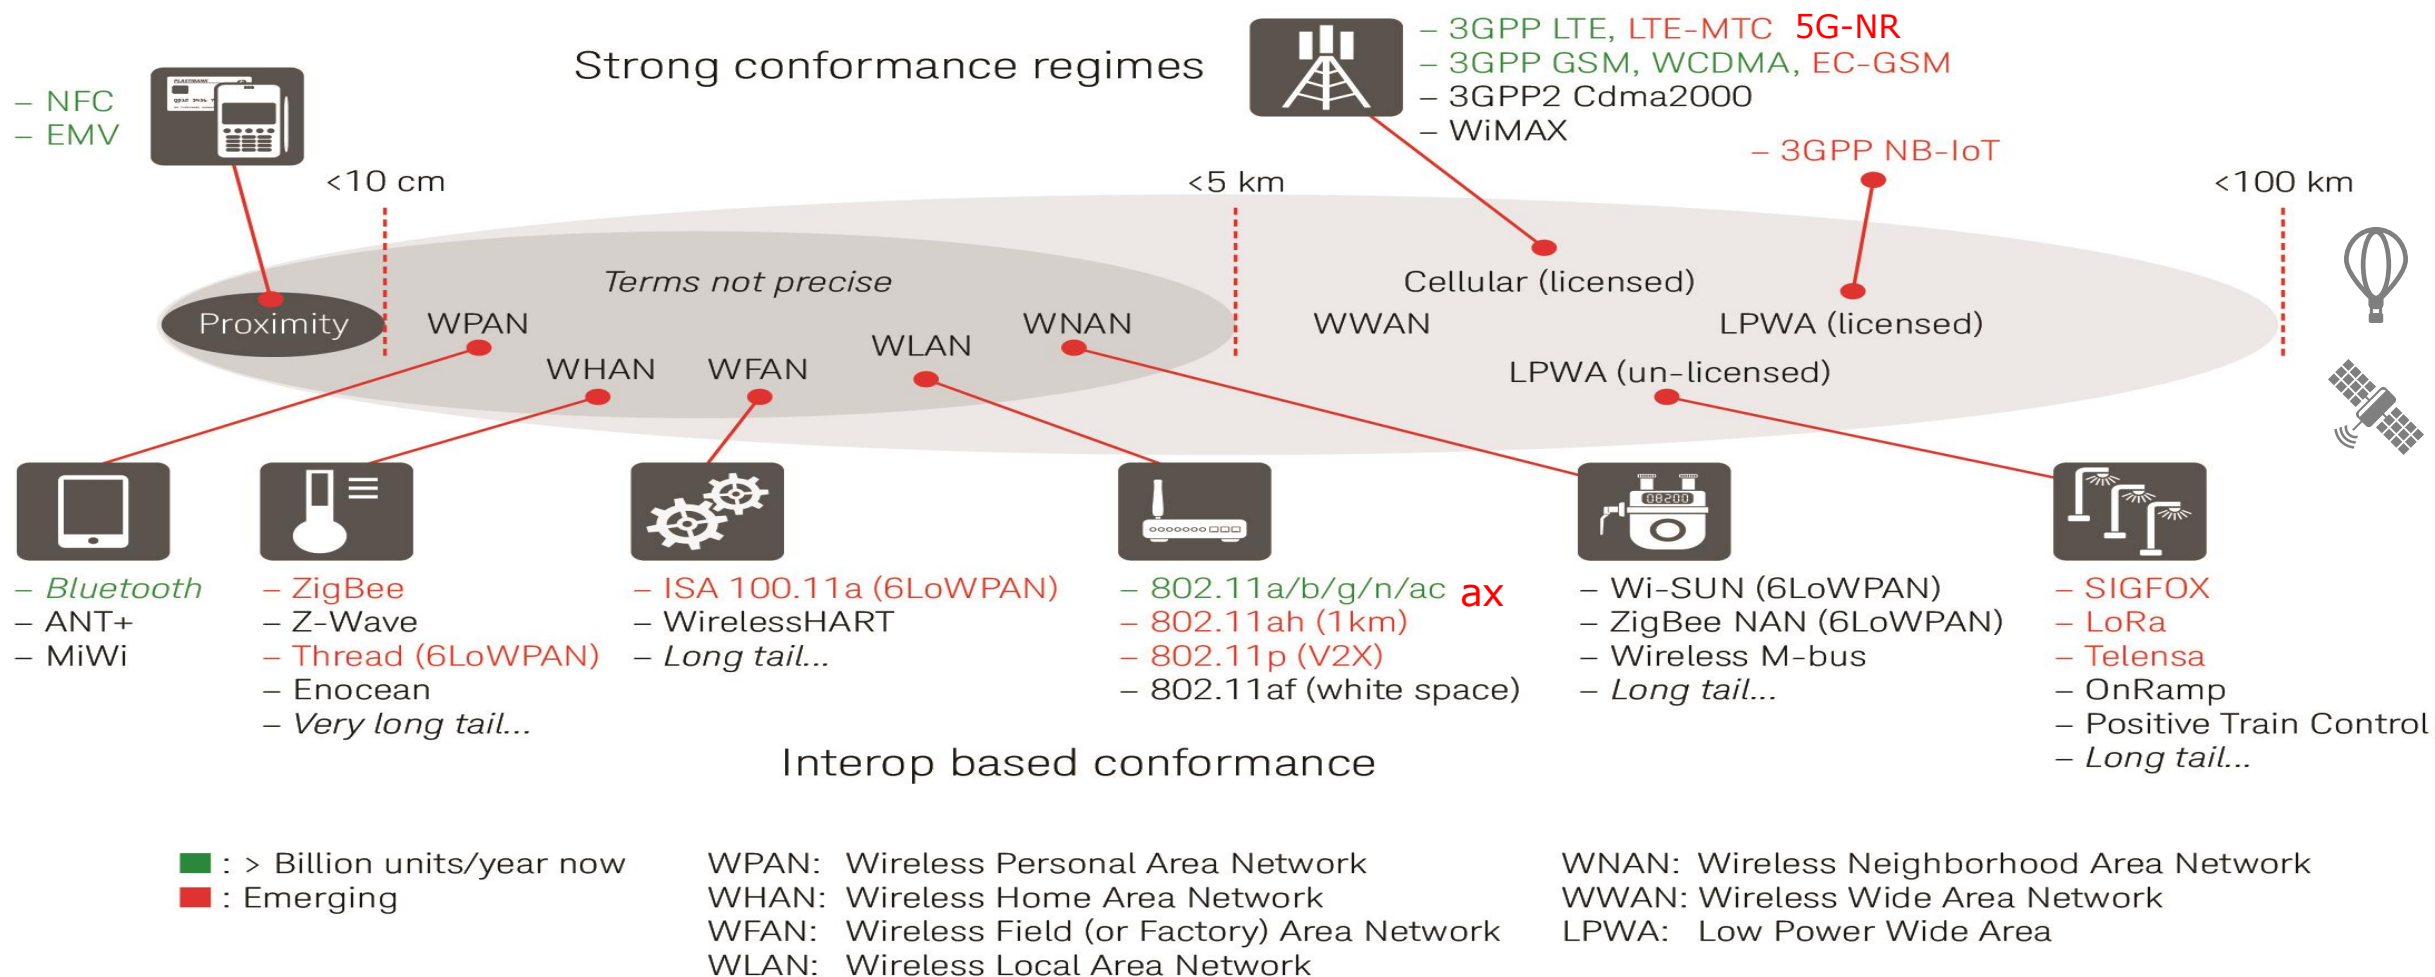 Strong conformance regimes
– 3GPP LTE, LTE-MTC 5G-NR
– 3GPP GSM, WCDMA, EC-GSM
– 3GPP2 Cdma2000
– WiMAX
– NFC
– EMV
– 3GPP NB-IoT
<10 cm
<5 km
<100 km
Terms not precise
Cellular (licensed)
Proximity
WPAN
WHAN
WFAN
WLAN
WNAN
WWAN
LPWA (licensed)
LPWA (un-licensed)
08200
– Bluetooth
– ANT+
– MiWi
– ZigBee
– Z-Wave
– Thread (6LoWPAN)
– Enocean
– Very long tail...
– ISA 100.11a (6LoWPAN)
– WirelessHART
– Long tail...
– 802.11a/b/g/n/ac ax
– 802.11ah (1km)
– 802.11p (V2X)
– 802.11af (white space)
– Wi-SUN (6LoWPAN)
– ZigBee NAN (6LoWPAN)
– Wireless M-bus
– Long tail...
– SIGFOX
– LoRa
– Telensa
– OnRamp
– Positive Train Control
– Long tail...
Interop based conformance
: > Billion units/year now
: Emerging
WPAN: Wireless Personal Area Network
WHAN: Wireless Home Area Network
WFAN: Wireless Field (or Factory) Area Network
WLAN: Wireless Local Area Network
WNAN: Wireless Neighborhood Area Network
WWAN: Wireless Wide Area Network
LPWA: Low Power Wide Area